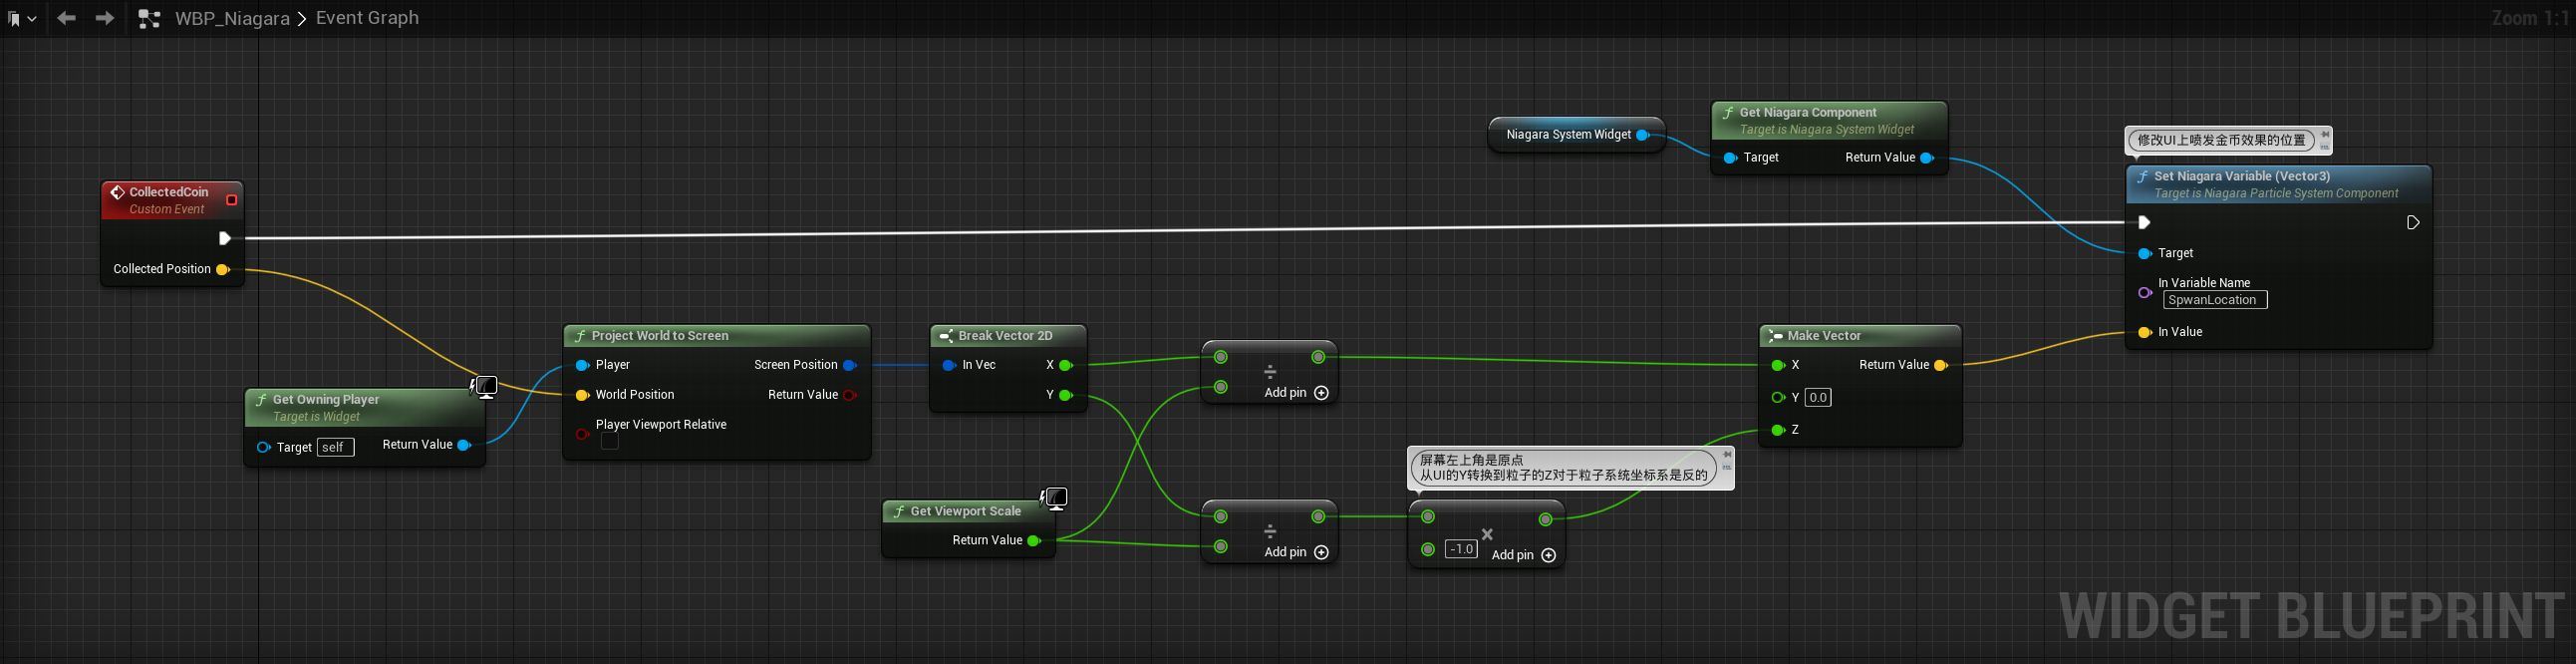 WBP_Niagara > Event Graph
Zoom 1:1
Niagara System Widget
Get Niagara Component
Target is Niagara System Widget
Target
Return Value
修改UI上喷发金币效果的位置
Set Niagara Variable (Vector3)
Target is Niagara Particle System Component
Target
In Variable Name
SpwanLocation
In Value
CollectedCoin
Custom Event
Collected Position
Get Owning Player
Target is Widget
Target self
Return Value
Project World to Screen
Player
Screen Position
World Position
Return Value
Player Viewport Relative
Break Vector 2D
In Vec
X
Y
÷
Add pin
Make Vector
X
Return Value
Y 0.0
Z
Get Viewport Scale
Return Value
÷
Add pin
屏幕左上角是原点
从UI的Y转换到粒子的Z对于粒子系统坐标系是反的
×
-1.0
Add pin
WIDGET BLUEPRINT